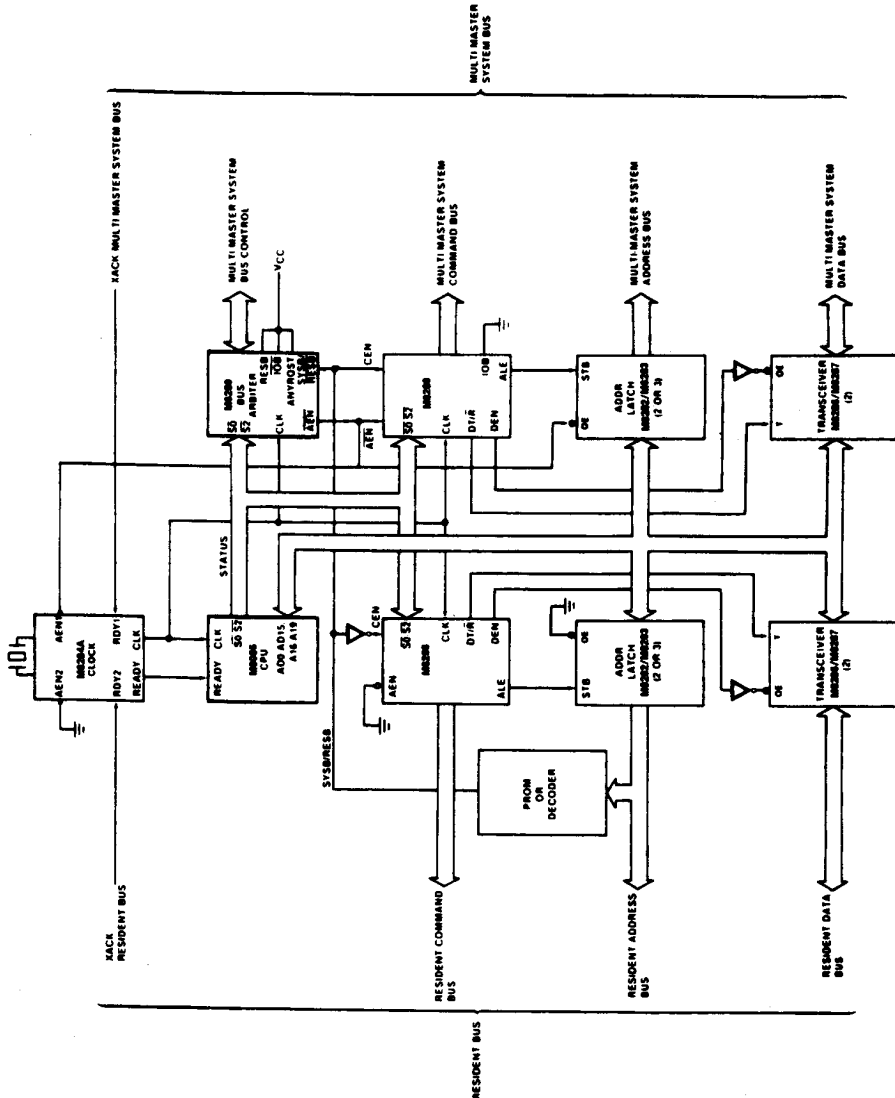 XACK
RESIDENT BUS
XACK MULTI MASTER SYSTEM BUS
AEN2
AEN1
M8284A
CLOCK
RDY2
RDY1
READY
CLK
STATUS
READY
CLK
S0 S2
CPU
A00 AD15
A16 A19
M8289
BUS
ARBITER
S0
S2
CLK
RESB
IOB
ANYRQST
AEN
MULTI MASTER SYSTEM
BUS CONTROL
VCC
SYSB/RESB
CEN
AEN
S0 S2
CLK
DT/R
DEN
ALE
M8288
AEN
CEN
S0 S2
CLK
DT/R
DEN
IOB
ALE
M8288
MULTI-MASTER SYSTEM
COMMAND BUS
RESIDENT COMMAND
BUS
PROM
OR
DECODER
STB
OE
ADDR
LATCH
M8282/M8283
(2 OR 3)
OE
STB
ADDR
LATCH
M8282/M8283
(2 OR 3)
MULTI-MASTER SYSTEM
ADDRESS BUS
RESIDENT ADDRESS
BUS
OE
T
TRANSCEIVER
M8286/M8287
(2)
T
OE
TRANSCEIVER
M8286/M8287
(2)
MULTI-MASTER SYSTEM
DATA BUS
RESIDENT DATA
BUS
RESIDENT BUS
MULTI MASTER
SYSTEM BUS